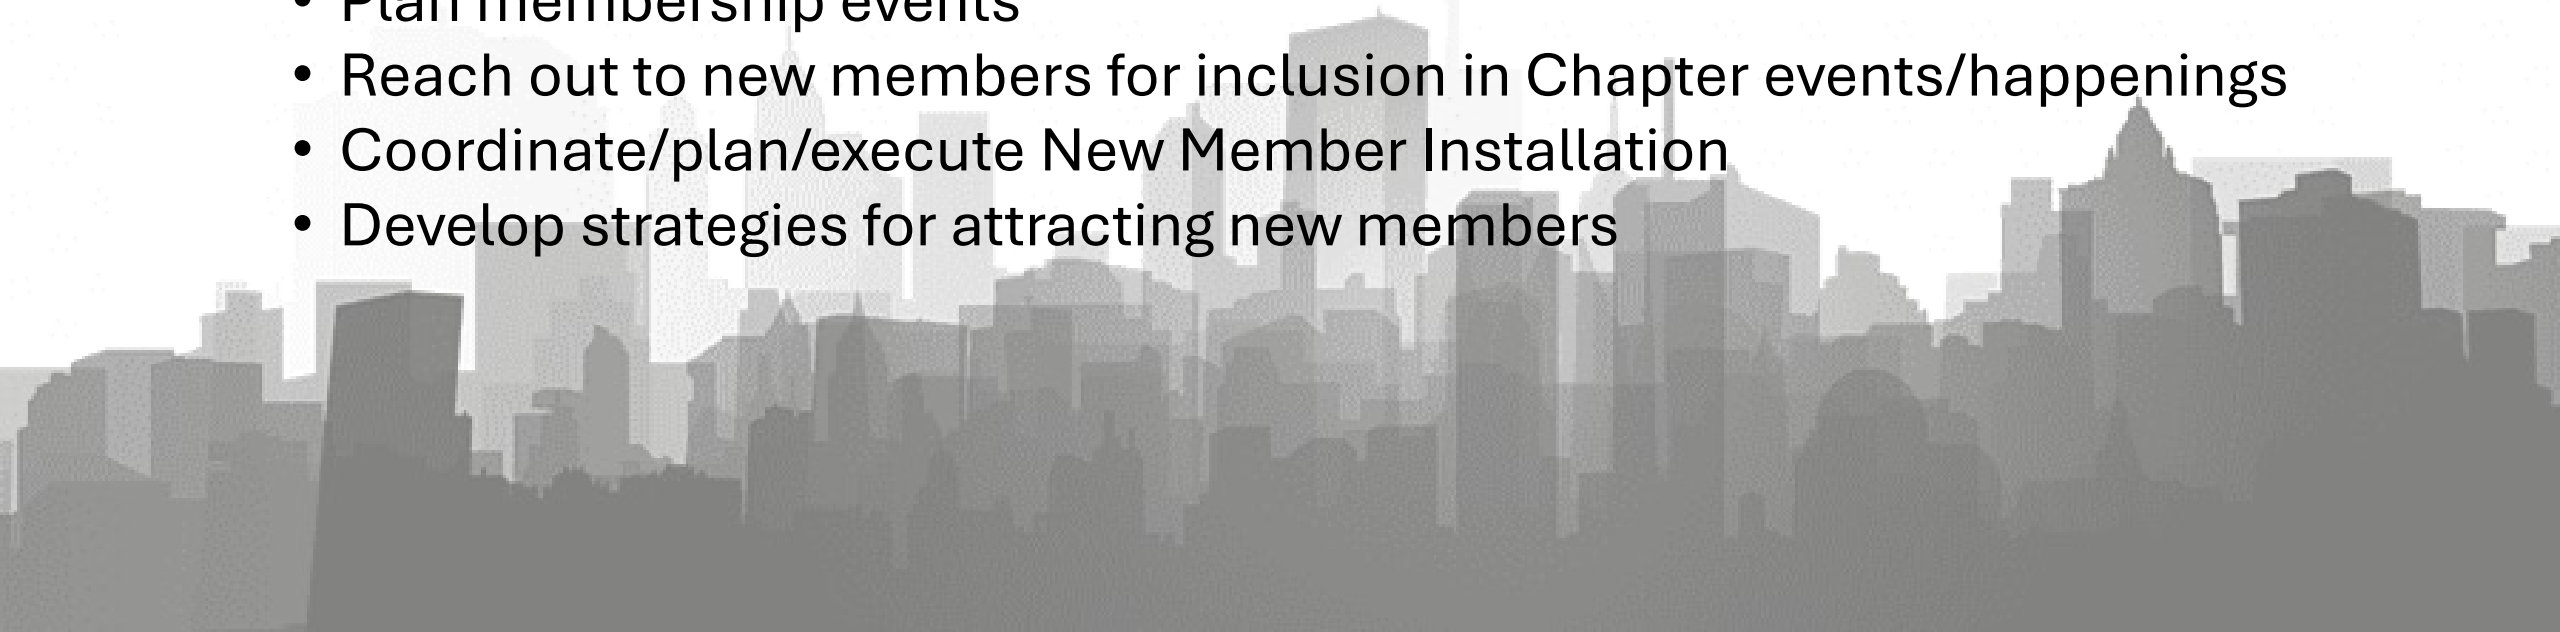 • Plan membership events
• Reach out to new members for inclusion in Chapter events/happenings
• Coordinate/plan/execute New Member Installation
• Develop strategies for attracting new members